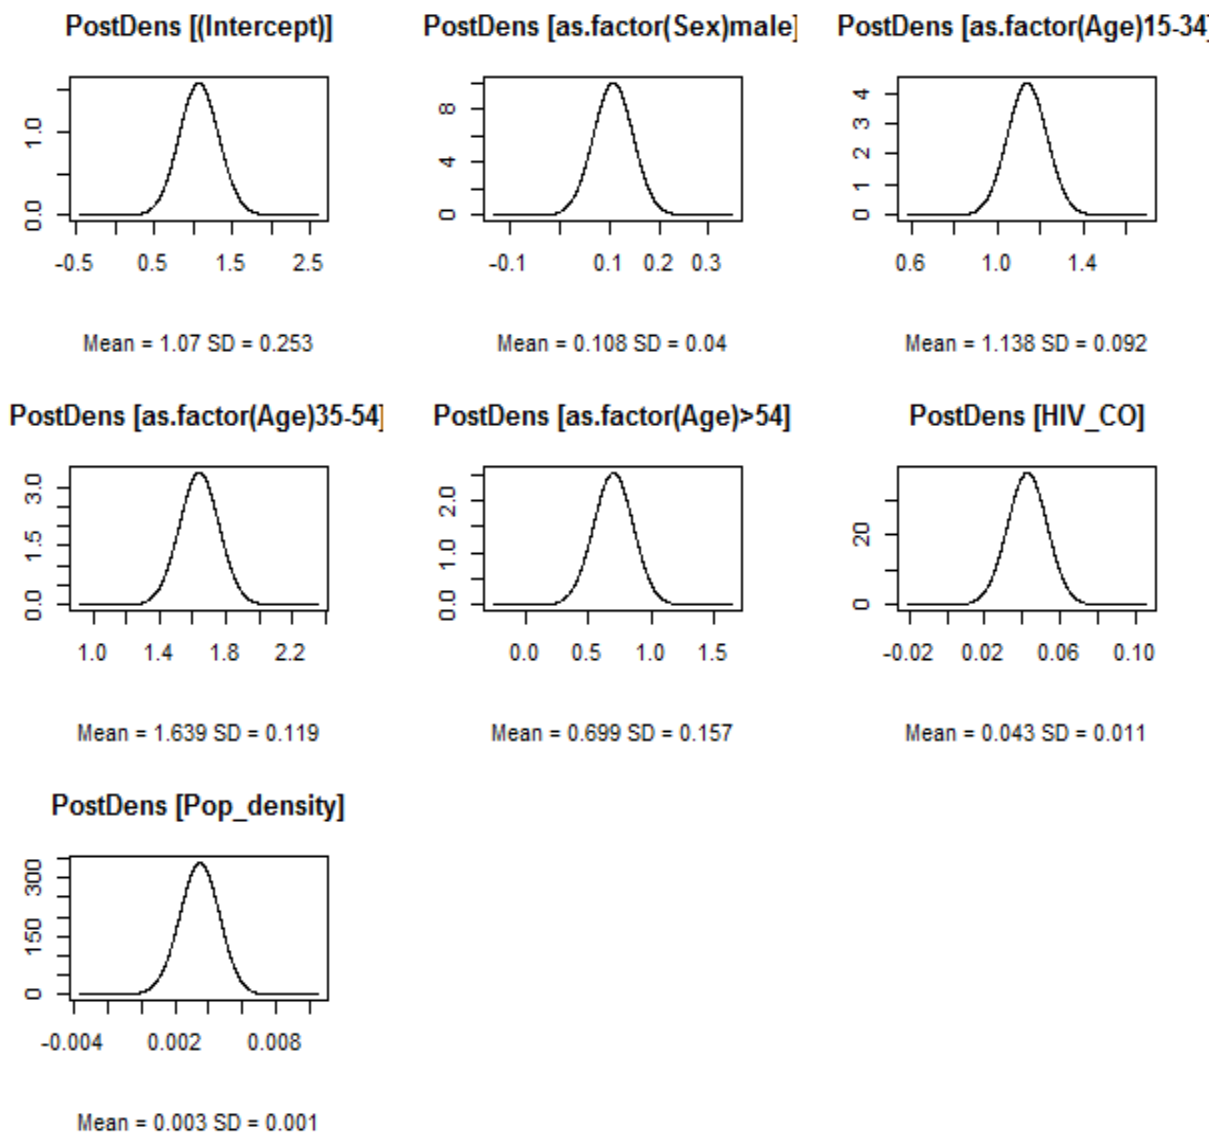 PostDens [(Intercept)]
PostDens [as.factor(Sex)male]
PostDens [as.factor(Age)15-34]
0.0 1.0
-0.5 0.5 1.5 2.5
0 4 8
-0.1 0.1 0.2 0.3
0 1 2 3 4
0.6 1.0 1.4
Mean = 1.07 SD = 0.253
Mean = 0.108 SD = 0.04
Mean = 1.138 SD = 0.092
PostDens [as.factor(Age)35-54]
PostDens [as.factor(Age)>54]
PostDens [HIV_CO]
0.0 1.5 3.0
1.0 1.4 1.8 2.2
0.0 1.0 2.0
0.0 0.5 1.0 1.5
0 20
-0.02 0.02 0.06 0.10
Mean = 1.639 SD = 0.119
Mean = 0.699 SD = 0.157
Mean = 0.043 SD = 0.011
PostDens [Pop_density]
0 150 300
-0.004 0.002 0.008
Mean = 0.003 SD = 0.001